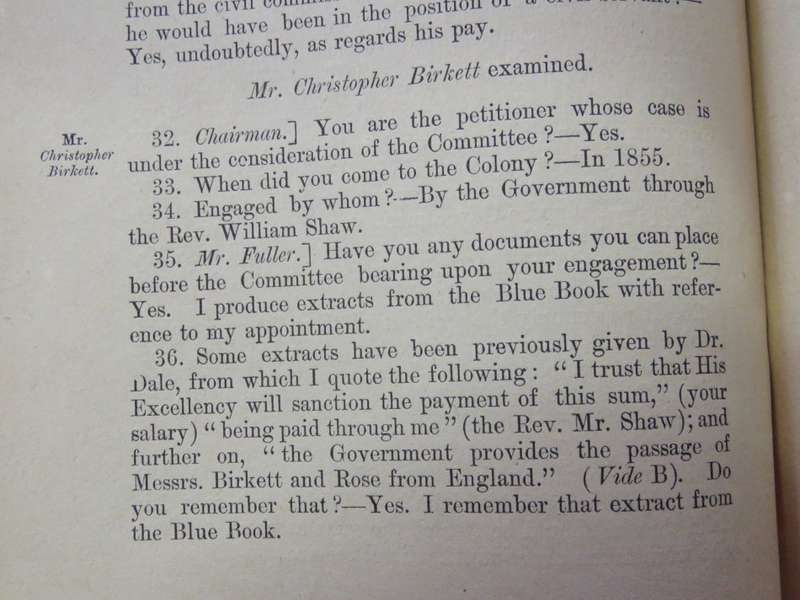 from the civil
he would have been in the position of a civil servant?—
Yes, undoubtedly, as regards his pay.
Mr. Christopher Birkett examined.
Mr.
Christopher
Birkett.
32. Chairman.] You are the petitioner whose case is
under the consideration of the Committee?—Yes.
33. When did you come to the Colony?—In 1855.
34. Engaged by whom?—By the Government through
the Rev. William Shaw.
35. Mr. Fuller.] Have you any documents you can place
before the Committee bearing upon your engagement?—
Yes. I produce extracts from the Blue Book with refer-
ence to my appointment.
36. Some extracts have been previously given by Dr.
Dale, from which I quote the following: "I trust that His
Excellency will sanction the payment of this sum," (your
salary) "being paid through me" (the Rev. Mr. Shaw); and
further on, "the Government provides the passage of
Messrs. Birkett and Rose from England." (Vide B). Do
you remember that?—Yes. I remember that extract from
the Blue Book.